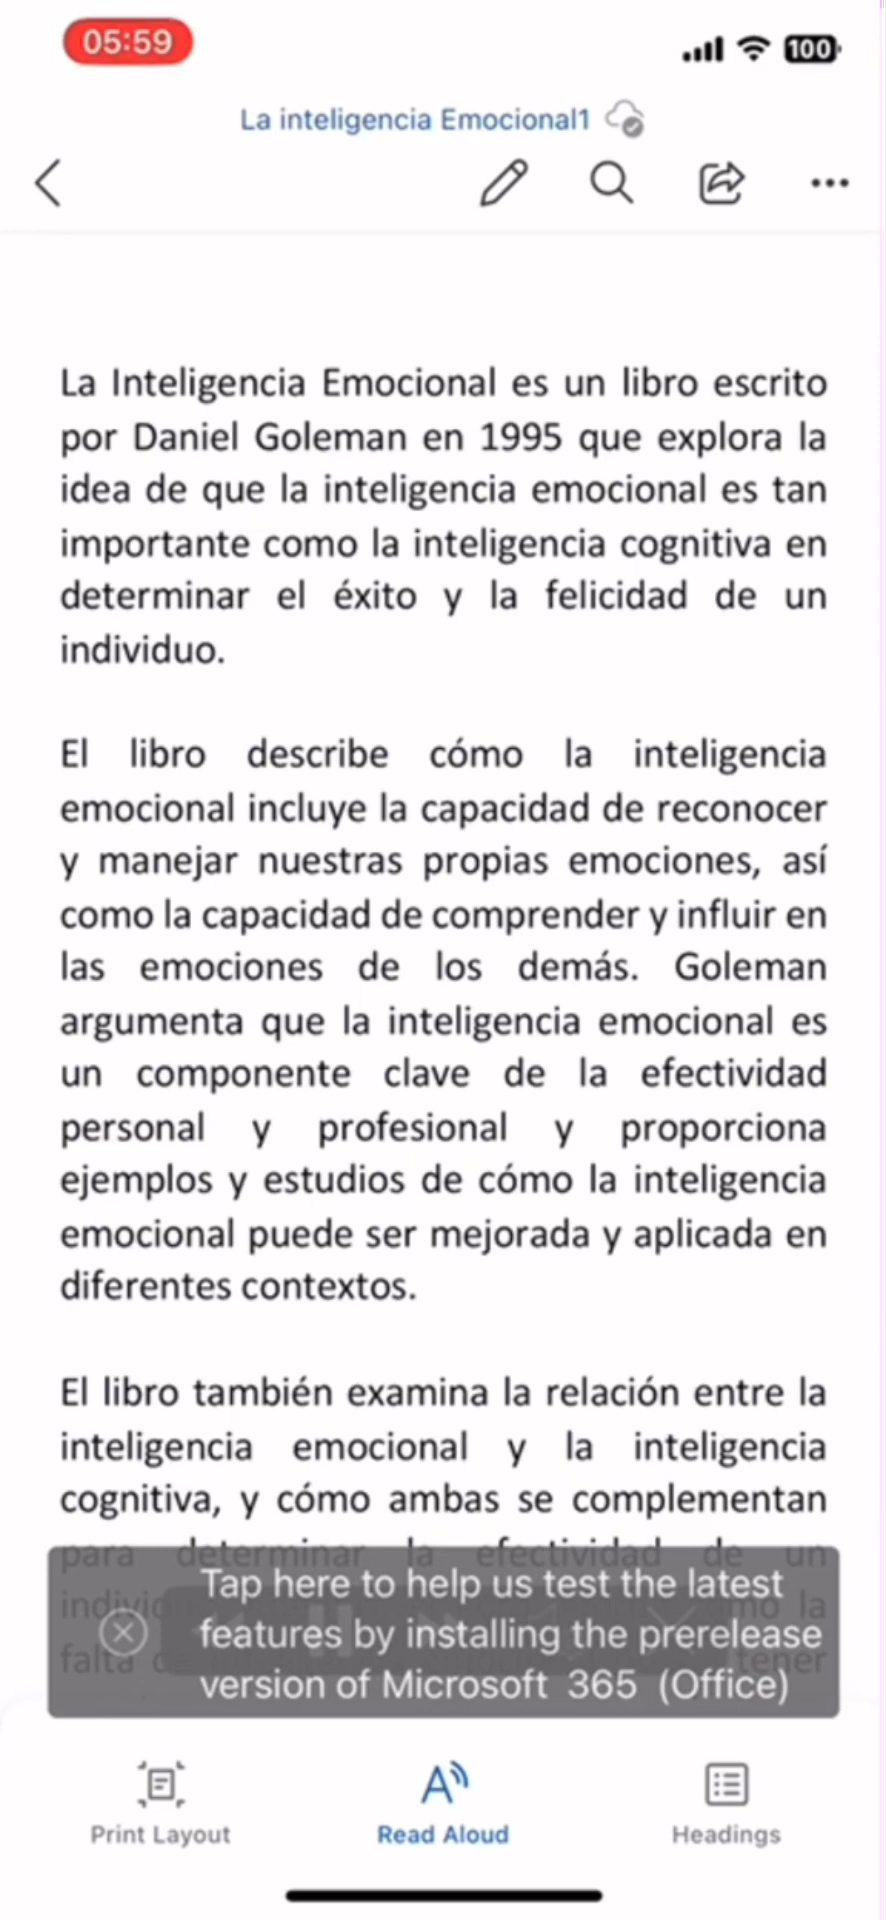 05:59
100
La inteligencia Emocional1
La Inteligencia Emocional es un libro escrito
por Daniel Goleman en 1995 que explora la
idea de que la inteligencia emocional es tan
importante como la inteligencia cognitiva en
determinar el éxito y la felicidad de un
individuo.
El libro describe cómo la inteligencia
emocional incluye la capacidad de reconocer
y manejar nuestras propias emociones, así
como la capacidad de comprender y influir en
las emociones de los demás. Goleman
argumenta que la inteligencia emocional es
un componente clave de la efectividad
personal y profesional y proporciona
ejemplos y estudios de cómo la inteligencia
emocional puede ser mejorada y aplicada en
diferentes contextos.
El libro también examina la relación entre la
inteligencia emocional y la inteligencia
cognitiva, y cómo ambas se complementan
para determinar la efectividad de un
la
falta tener
Tap here to help us test the latest
features by installing the prerelease
version of Microsoft 365 (Office)
Print Layout
Read Aloud
Headings